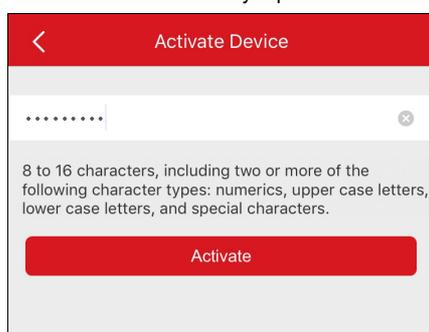 Activate Device
•••••••••
8 to 16 characters, including two or more of the
following character types: numerics, upper case letters,
lower case letters, and special characters.
Activate